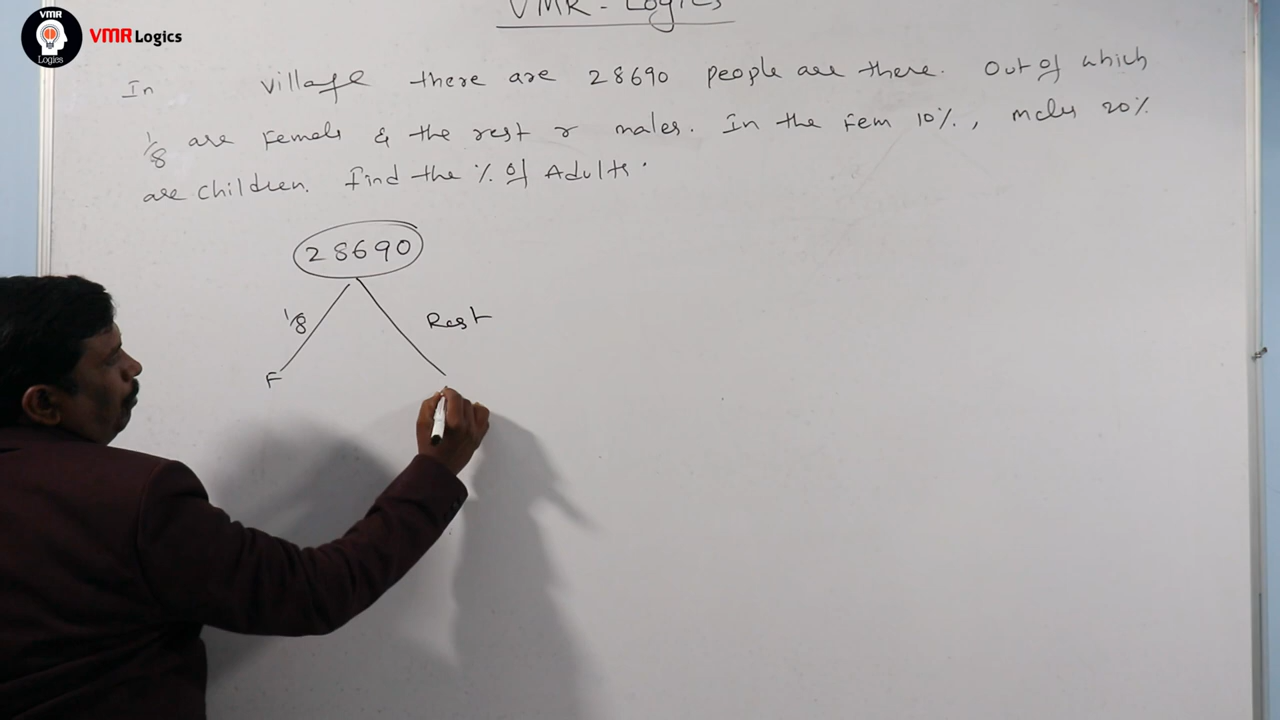 VMR
Logics
VMR Logics
VMR - Logics
In village there are 28690 people are there. Out of which
1/8 are Female & the rest r males. In the Fem 10%, males 20%
are children. Find the % of Adults.
28690
1/8
Rest
F